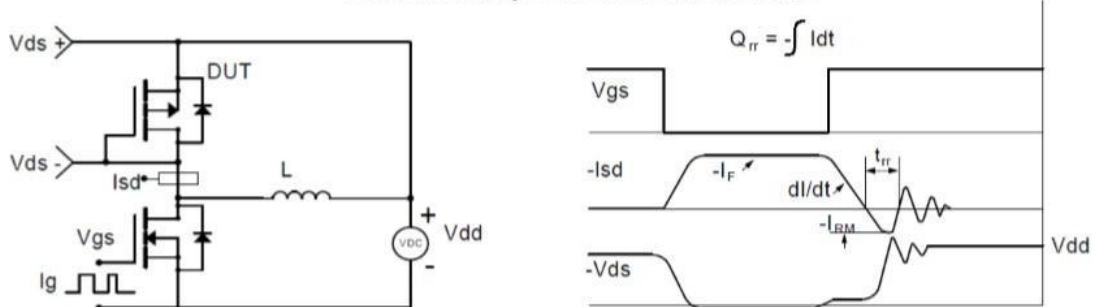 Vds +
DUT
Vds -
Isd
L
Vgs
Ig
VDC
+
-
Vdd
Qrr = -∫ Idt
Vgs
-Isd
-IF
dI/dt
trr
-IRM
Vdd
-Vds